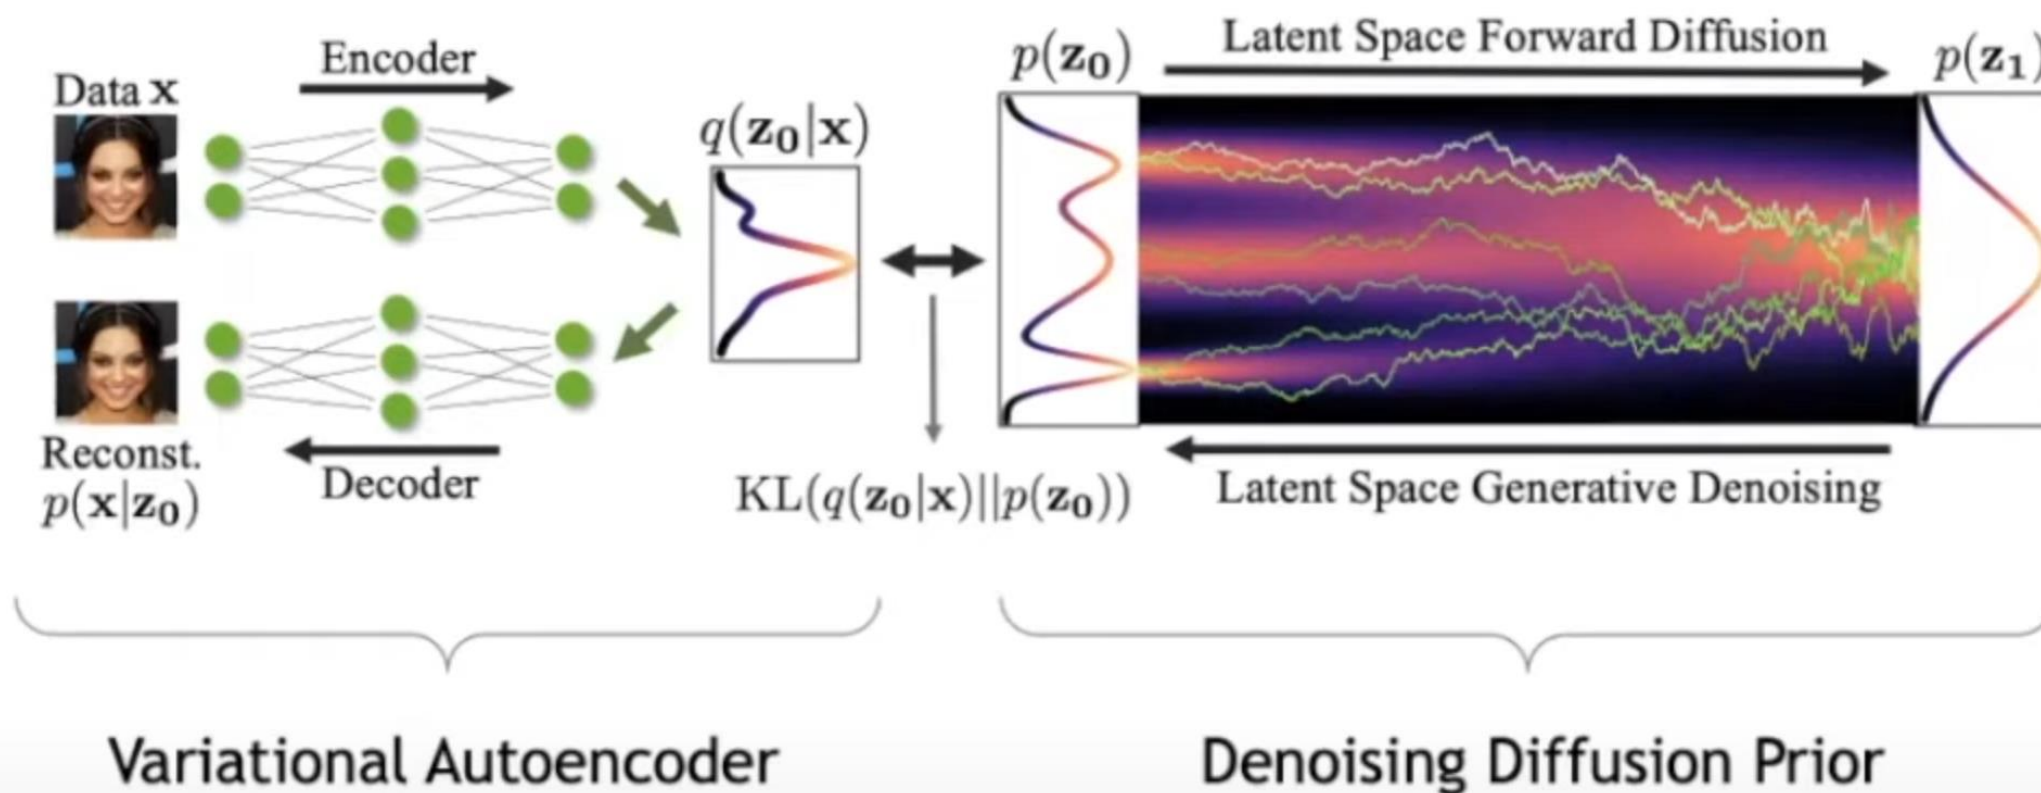 Encoder
Data x
q(z₀|x)
Reconst.
p(x|z₀)
Decoder
KL(q(z₀|x)||p(z₀))
p(z₀)
Latent Space Forward Diffusion
p(z₁)
Latent Space Generative Denoising
Variational Autoencoder
Denoising Diffusion Prior